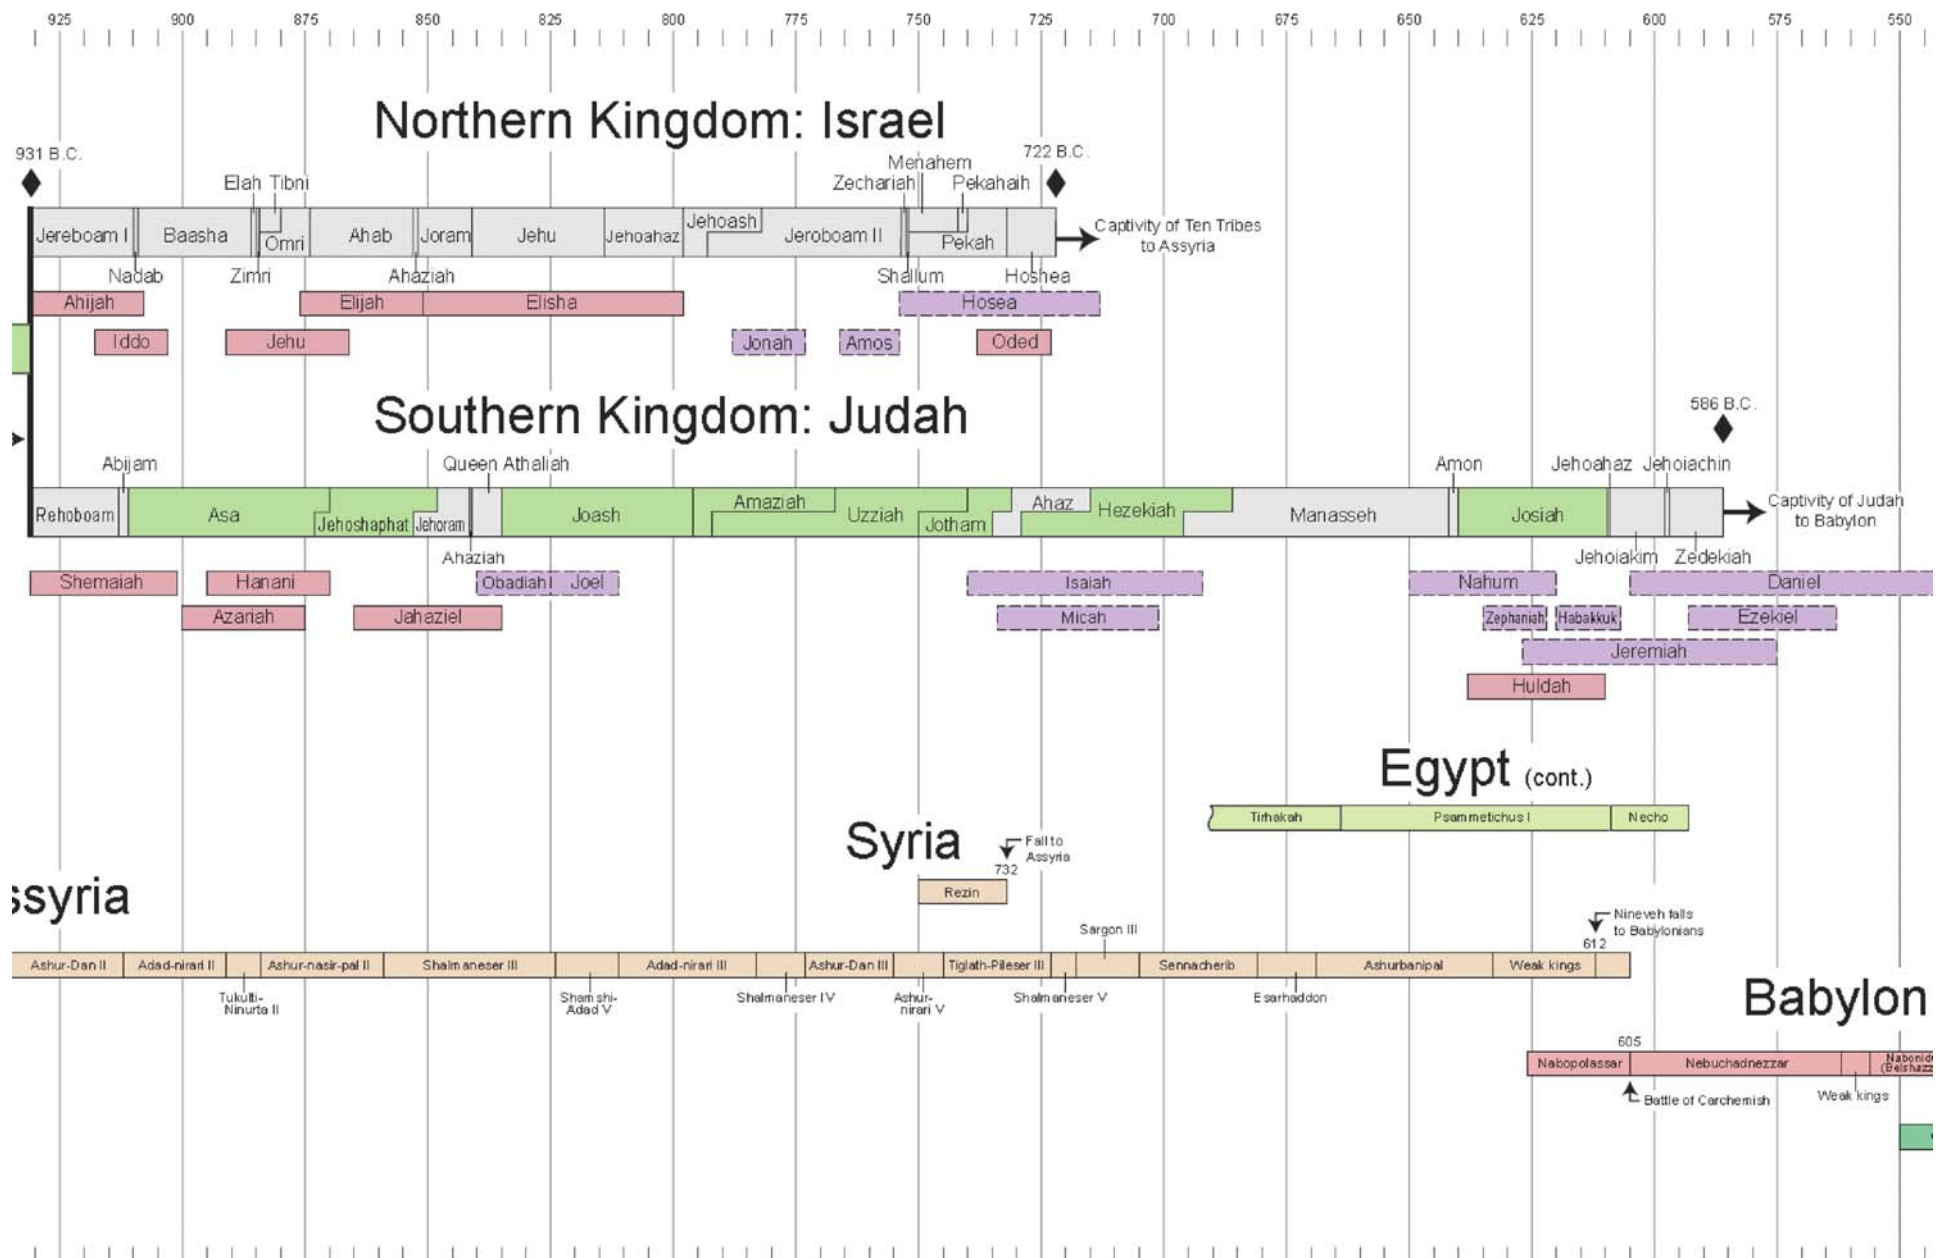 925 900 875 850 825 800 775 750 725 700 675 650 625 600 575 550
Northern Kingdom: Israel
931 B.C.
722 B.C.
Menahem
Elah Tibni
Zechariah
Pekahaih
Jereboam I
Baasha
Omri
Ahab
Joram
Jehu
Jehoahaz
Jehoash
Jeroboam II
Pekah
Captivity of Ten Tribes
to Assyria
Nadab
Zimri
Ahaziah
Shallum
Hoshea
Ahijah
Elijah
Elisha
Hosea
Iddo
Jehu
Jonah
Amos
Oded
Southern Kingdom: Judah
586 B.C.
Abijam
Queen Athaliah
Amon
Jehoahaz
Jehoiachin
Rehoboam
Asa
Jehoshaphat
Jehoram
Joash
Amaziah
Uzziah
Jotham
Ahaz
Hezekiah
Manasseh
Josiah
Captivity of Judah
to Babylon
Ahaziah
Jehoiakim
Zedekiah
Shemaiah
Hanani
Obadiah
Joel
Isaiah
Nahum
Daniel
Azariah
Jahaziel
Micah
Zephaniah
Habakkuk
Ezekiel
Jeremiah
Huldah
Egypt (cont.)
Tirhakah
Psammetichus I
Necho
Syria
Fall to
Assyria
732
Rezin
ssyria
Nineveh falls
to Babylonians
612
Sargon III
Ashur-Dan II
Adad-nirari II
Ashur-nasir-pal II
Shalmaneser III
Adad-nirari III
Ashur-Dan III
Tiglath-Pileser III
Sennacherib
Ashurbanipal
Weak kings
Tukulti-
Ninurta II
Shamshi-
Adad V
Shalmaneser IV
Ashur-
nirari V
Shalmaneser V
Esarhaddon
Babylon
605
Nabopolassar
Nebuchadnezzar
Nabonid
(Belshazz
Weak kings
Battle of Carchemish